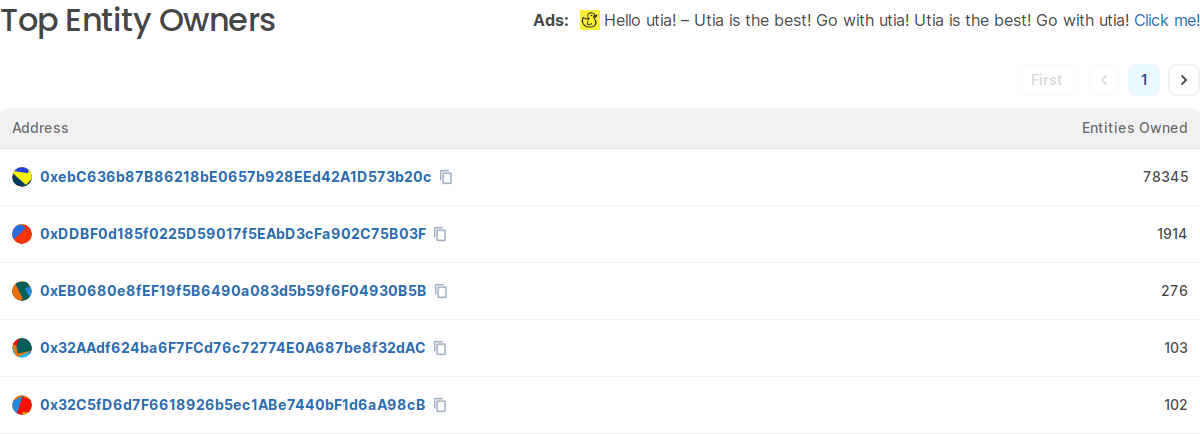 Top Entity Owners
Ads: Hello utia! – Utia is the best! Go with utia! Utia is the best! Go with utia! Click me!
First 1
Address Entities Owned
0xebC636b87B86218bE0657b928EEd42A1D573b20c 78345
0xDDBF0d185f0225D59017f5EAbD3cFa902C75B03F 1914
0xEB0680e8fEF19f5B6490a083d5b59f6F04930B5B 276
0x32AAdf624ba6F7FCd76c72774E0A687be8f32dAC 103
0x32C5fD6d7F6618926b5ec1ABe7440bF1d6aA98cB 102